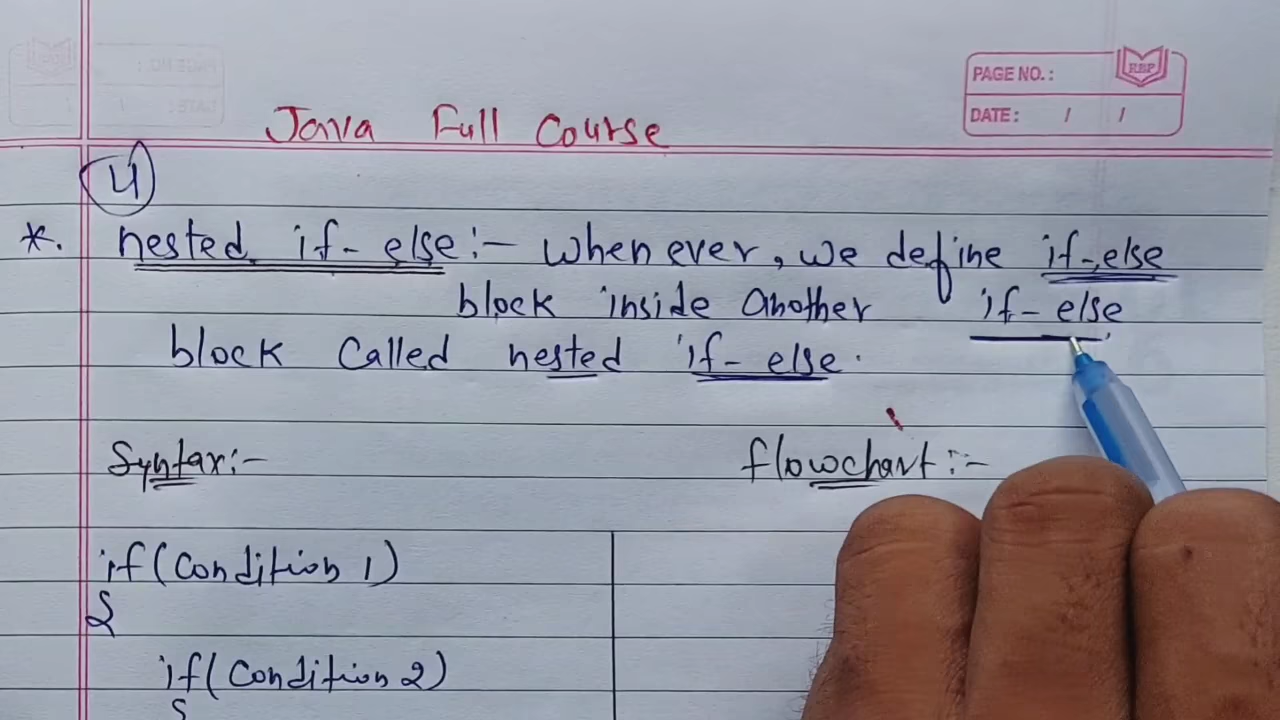 PAGE NO.:
RBP
DATE: / /
Java Full Course
4
*. nested if-else:- Whenever, we define if-else
block inside another if-else
block called nested if-else.
Syntax:-
flowchart:-
if(Condition 1)
{
if(Condition 2)
{